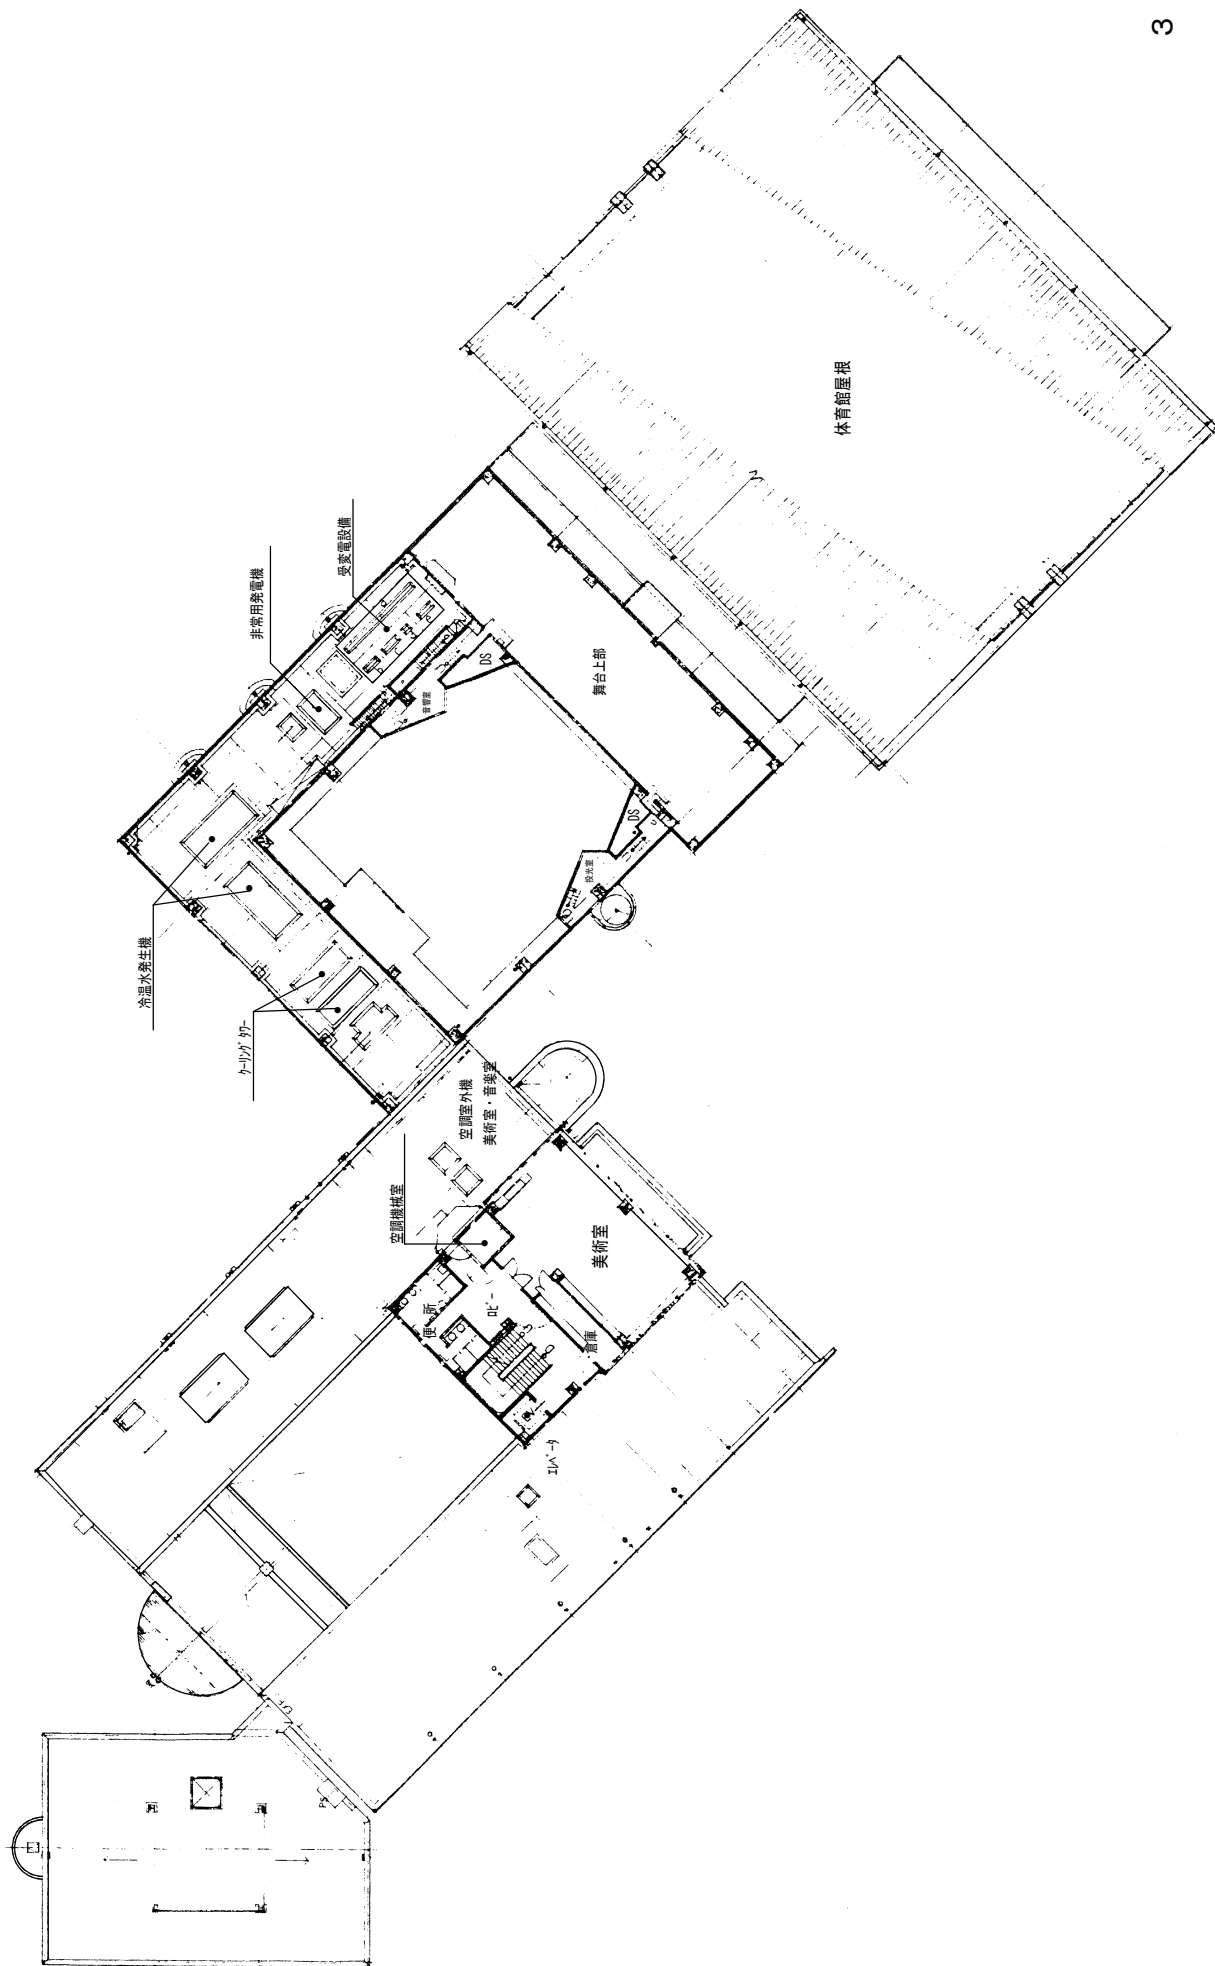 3
体育館屋根
受変電設備
非常用発電機
DS
音響室
舞台上部
DS
投光室
冷温水発生機
クーリングタワー
空調室外機
美術室・音楽室
空調機械室
美術室
便所
ロビー
倉庫
エレベータ
PS